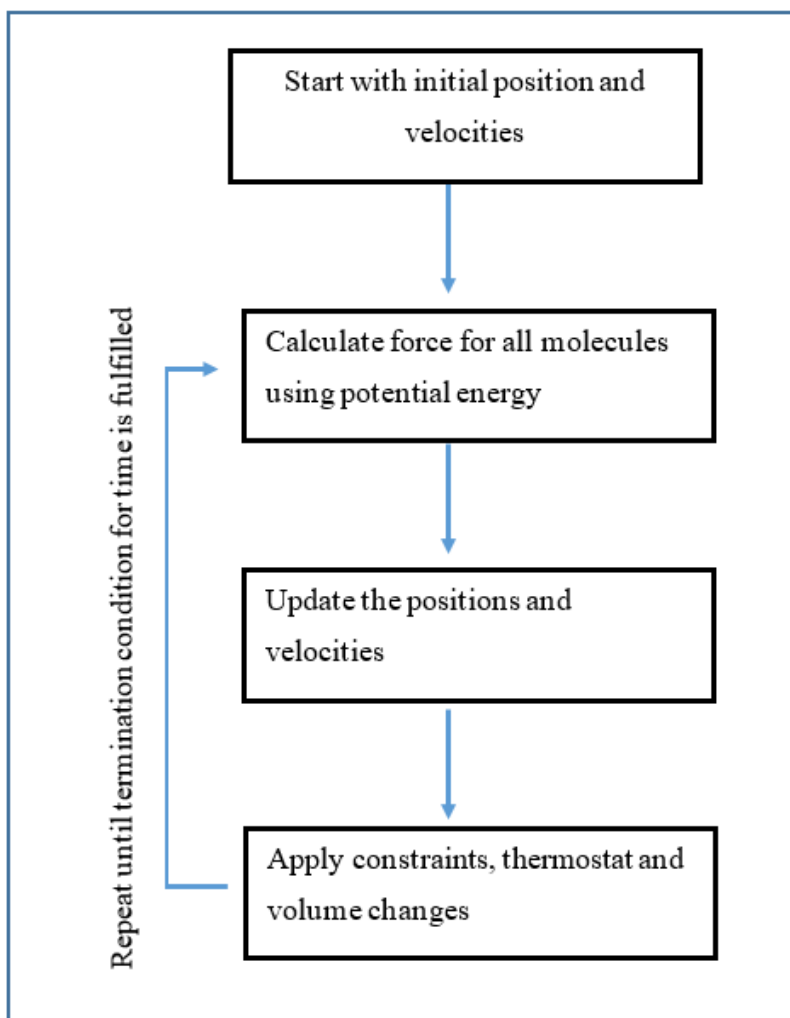 Start with initial position and
velocities
Calculate force for all molecules
using potential energy
Update the positions and
velocities
Apply constraints, thermostat and
volume changes
Repeat until termination condition for time is fulfilled